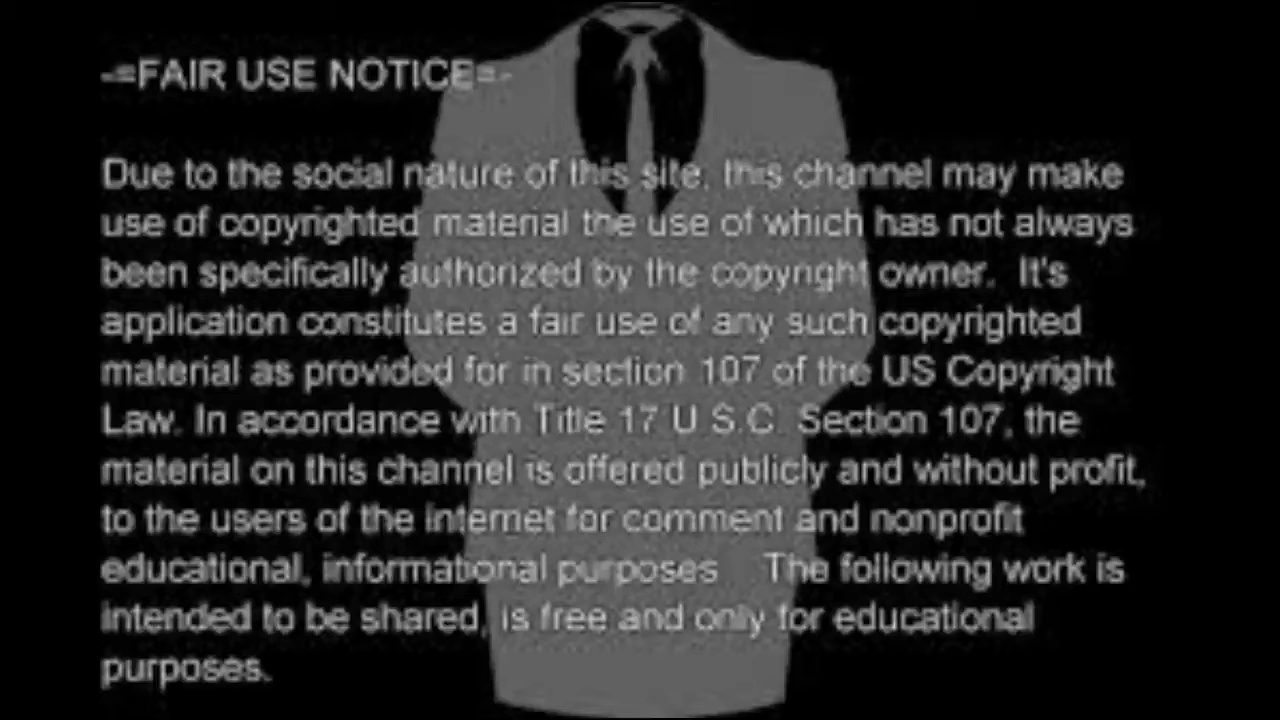 -=FAIR USE NOTICE=-
Due to the social nature of this site, this channel may make
use of copyrighted material the use of which has not always
been specifically authorized by the copyright owner.  It's
application constitutes a fair use of any such copyrighted
material as provided for in section 107 of the US Copyright
Law. In accordance with Title 17 U.S.C. Section 107, the
material on this channel is offered publicly and without profit,
to the users of the internet for comment and nonprofit
educational, informational purposes.   The following work is
intended to be shared, is free and only for educational
purposes.